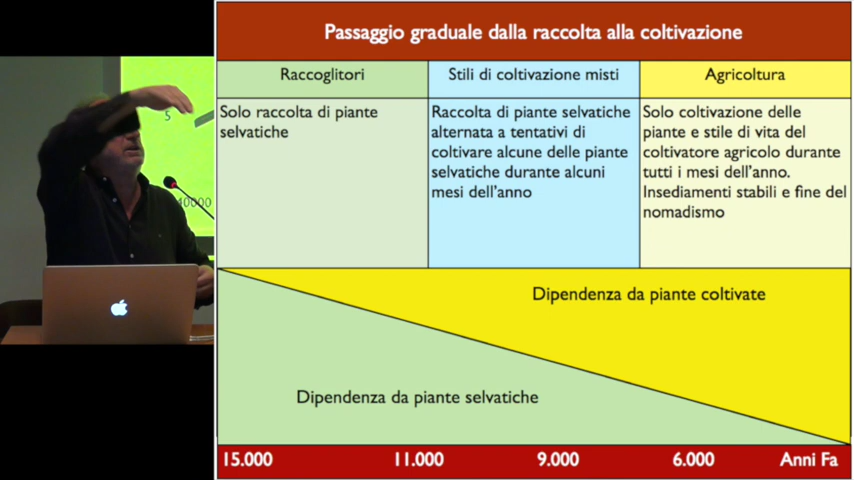 Passaggio graduale dalla raccolta alla coltivazione
Raccoglitori
Stili di coltivazione misti
Agricoltura
Solo raccolta di piante
selvatiche
Raccolta di piante selvatiche
alternata a tentativi di
coltivare alcune delle piante
selvatiche durante alcuni
mesi dell'anno
Solo coltivazione delle
piante e stile di vita del
coltivatore agricolo durante
tutti i mesi dell'anno.
Insediamenti stabili e fine del
nomadismo
Dipendenza da piante coltivate
Dipendenza da piante selvatiche
15.000 11.000 9.000 6.000 Anni Fa
5
40000